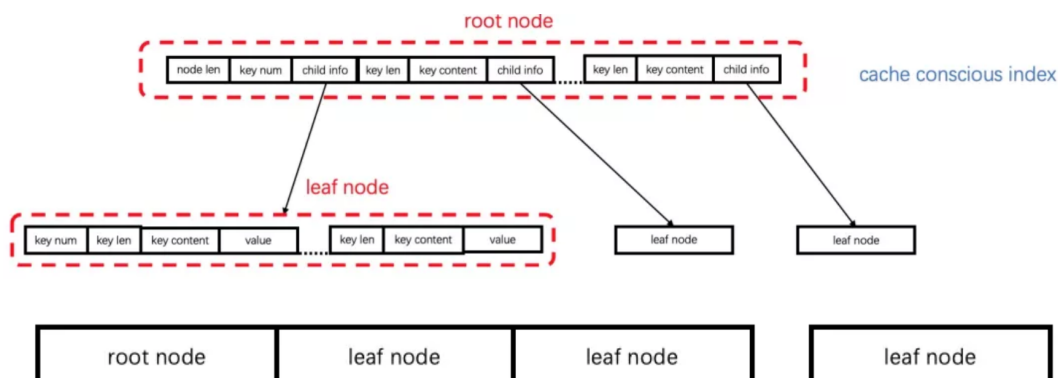 root node
node len key num child info key len key content child info key len key content child info
cache conscious index
leaf node
key num key len key content value key len key content value leaf node leaf node
root node leaf node leaf node leaf node